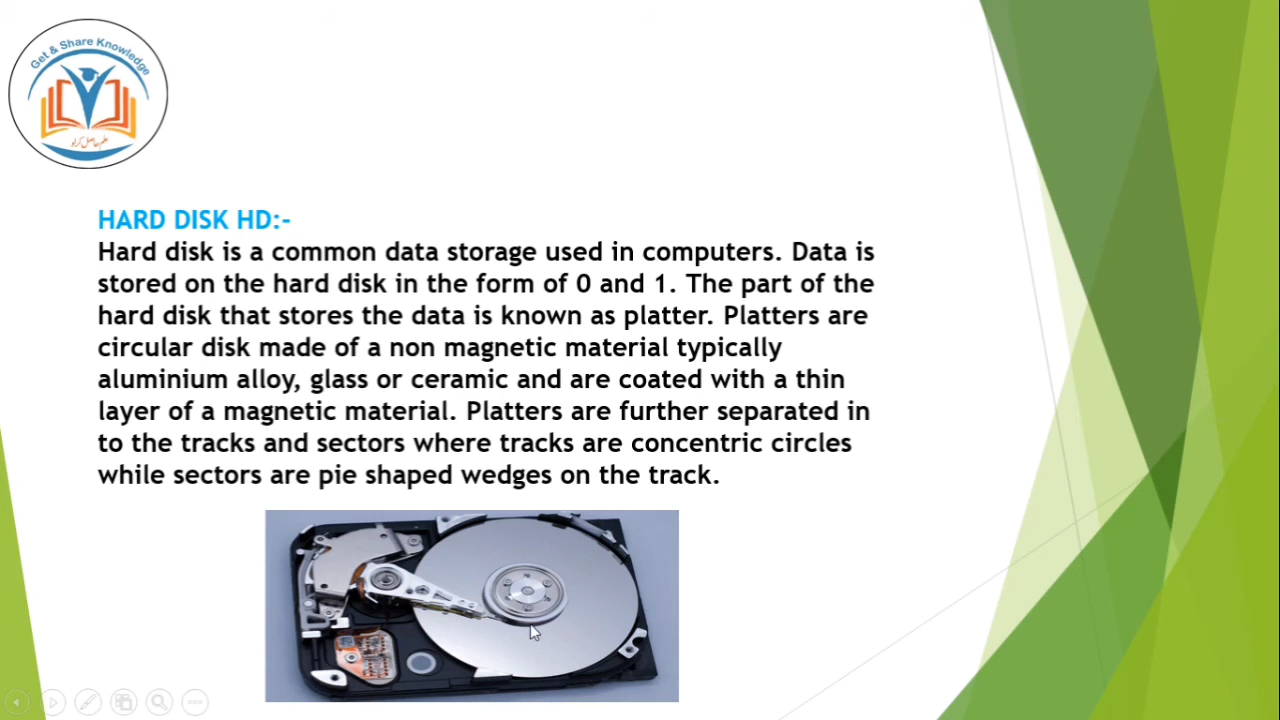 Get & Share Knowledge
علم حاصل کرلو
HARD DISK HD:-
Hard disk is a common data storage used in computers. Data is
stored on the hard disk in the form of 0 and 1. The part of the
hard disk that stores the data is known as platter. Platters are
circular disk made of a non magnetic material typically
aluminium alloy, glass or ceramic and are coated with a thin
layer of a magnetic material. Platters are further separated in
to the tracks and sectors where tracks are concentric circles
while sectors are pie shaped wedges on the track.